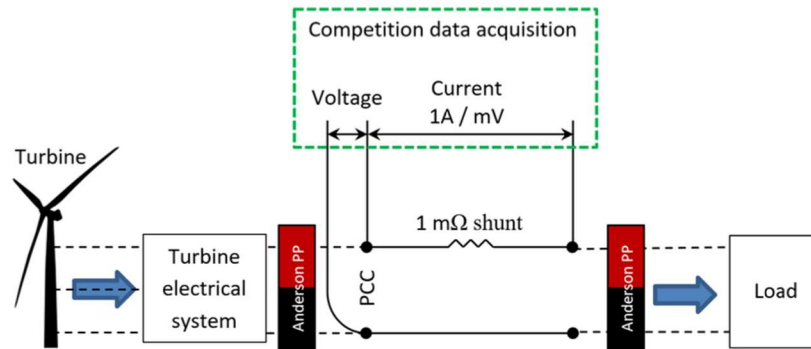 Competition data acquisition
Voltage
Current
1A / mV
Turbine
1 mΩ shunt
Turbine
electrical
system
Anderson PP
PCC
Anderson PP
Load